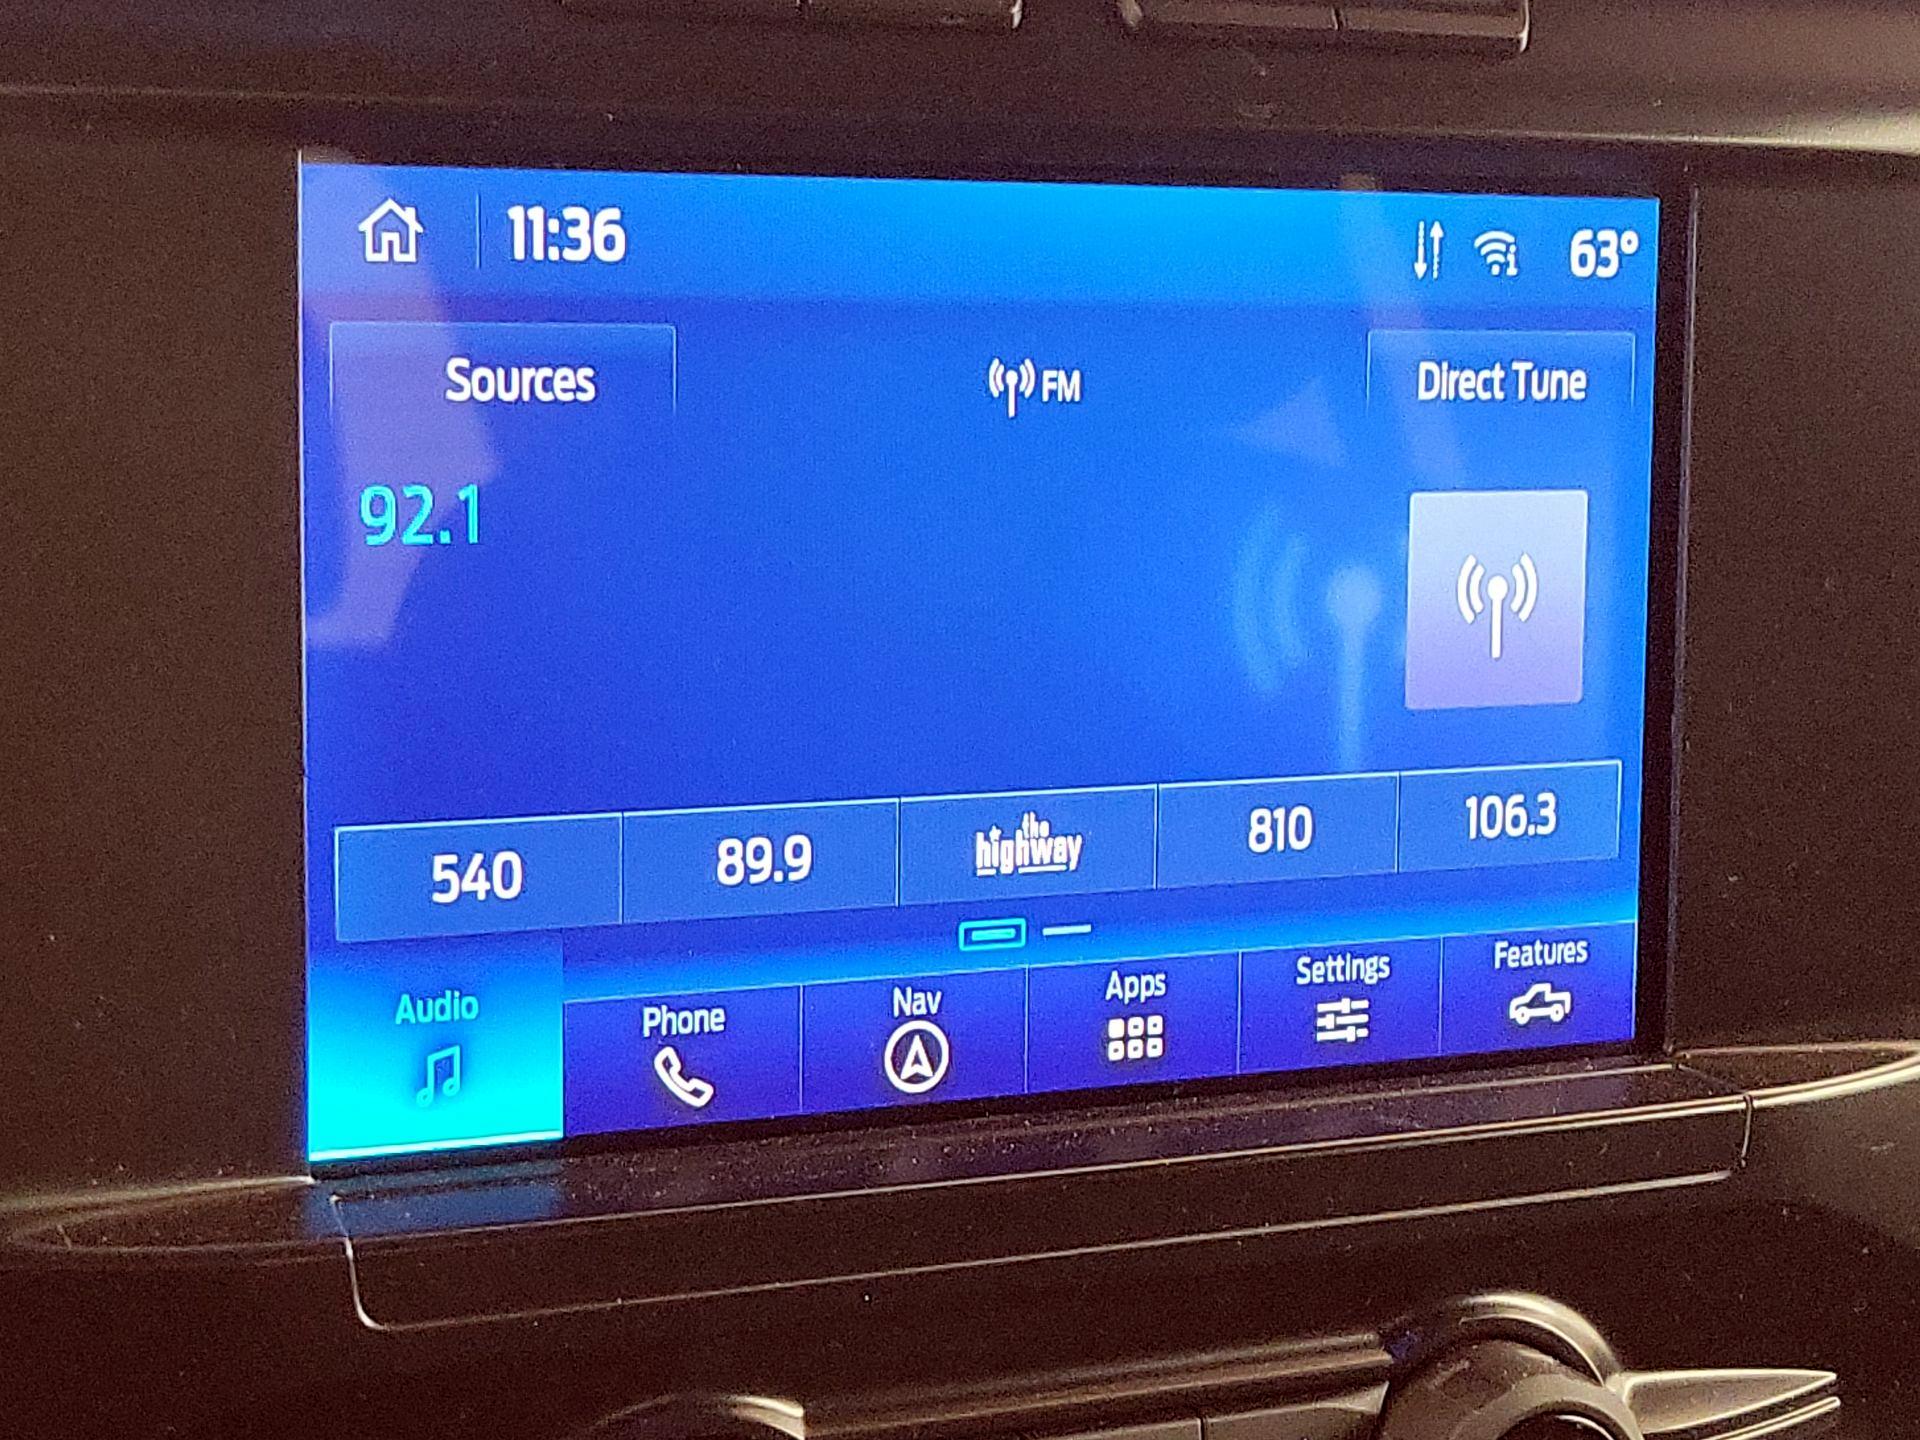 11:36 63°
Sources FM Direct Tune
92.1
540 89.9 the highway 810 106.3
Audio Phone Nav Apps Settings Features